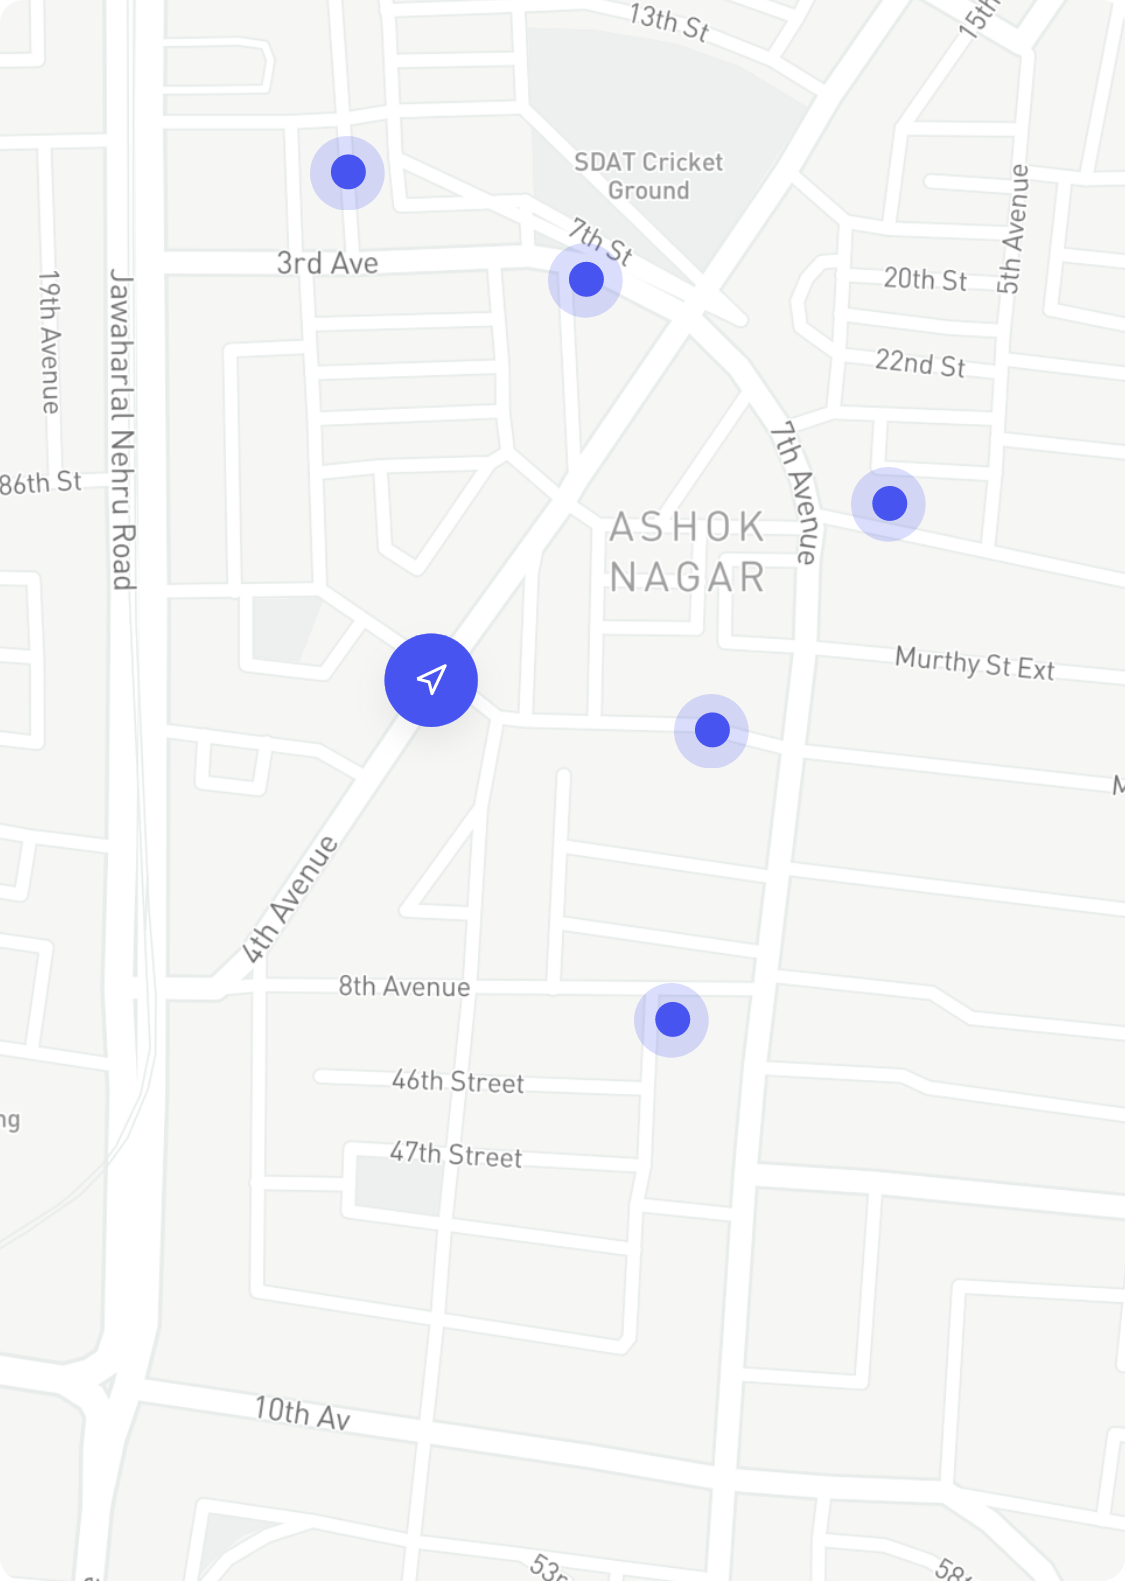 13th St
15th
SDAT Cricket
Ground
7th St
3rd Ave
5th Avenue
20th St
19th Avenue
Jawaharlal Nehru Road
22nd St
7th Avenue
86th St
ASHOK
NAGAR
Murthy St Ext
M
4th Avenue
8th Avenue
46th Street
ng
47th Street
10th Av